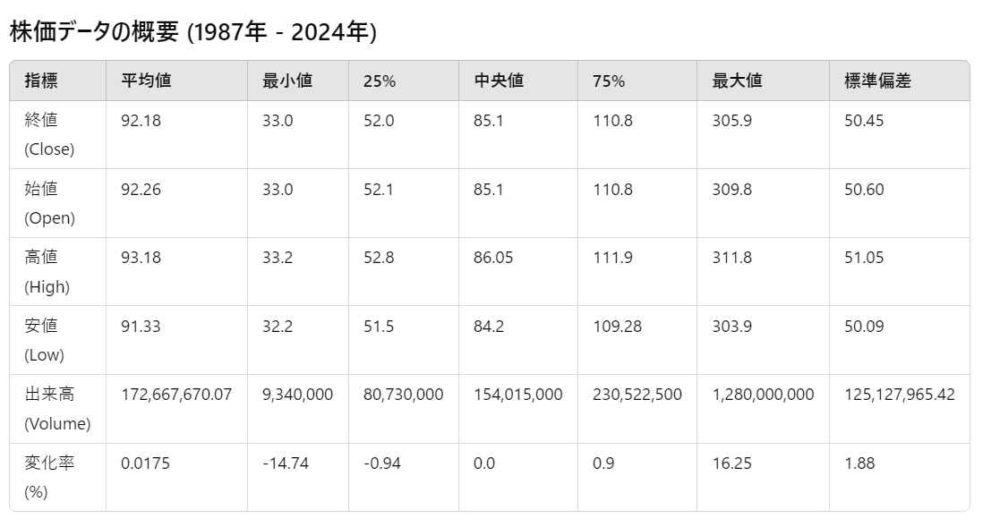 株価データの概要 (1987年 - 2024年)
指標 平均値 最小値 25% 中央値 75% 最大値 標準偏差
終値 92.18 33.0 52.0 85.1 110.8 305.9 50.45
(Close)
始値 92.26 33.0 52.1 85.1 110.8 309.8 50.60
(Open)
高値 93.18 33.2 52.8 86.05 111.9 311.8 51.05
(High)
安値 91.33 32.2 51.5 84.2 109.28 303.9 50.09
(Low)
出来高 172,667,670.07 9,340,000 80,730,000 154,015,000 230,522,500 1,280,000,000 125,127,965.42
(Volume)
変化率 0.0175 -14.74 -0.94 0.0 0.9 16.25 1.88
(%)